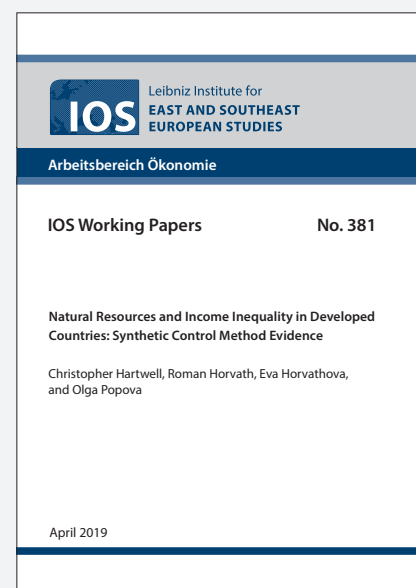 IOS
Leibniz Institute for
EAST AND SOUTHEAST
EUROPEAN STUDIES
Arbeitsbereich Ökonomie
IOS Working Papers No. 381
Natural Resources and Income Inequality in Developed
Countries: Synthetic Control Method Evidence
Christopher Hartwell, Roman Horvath, Eva Horvathova,
and Olga Popova
April 2019